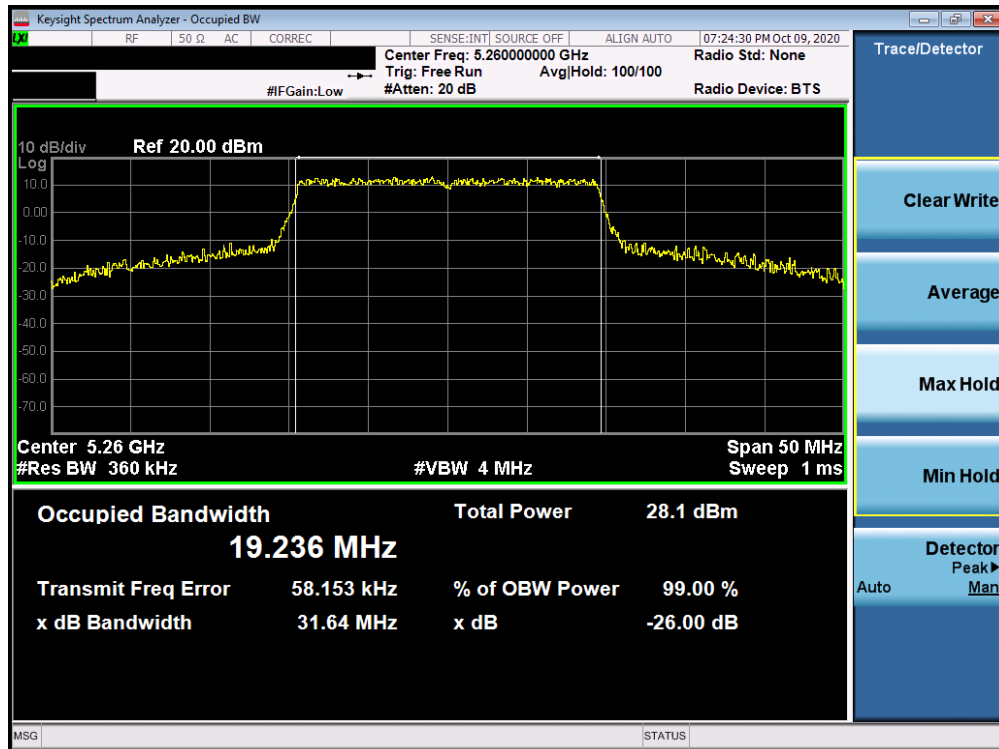 Keysight Spectrum Analyzer - Occupied BW
LXI RF 50 Ω AC CORREC SENSE:INT SOURCE OFF ALIGN AUTO 07:24:30 PM Oct 09, 2020
Center Freq: 5.260000000 GHz Radio Std: None
Trig: Free Run Avg|Hold: 100/100
#IFGain:Low #Atten: 20 dB Radio Device: BTS
Trace/Detector
10 dB/div Ref 20.00 dBm
Log
10.0
0.00
-10.0
-20.0
-30.0
-40.0
-50.0
-60.0
-70.0
Center 5.26 GHz Span 50 MHz
#Res BW 360 kHz #VBW 4 MHz Sweep 1 ms
Occupied Bandwidth Total Power 28.1 dBm
19.236 MHz
Transmit Freq Error 58.153 kHz % of OBW Power 99.00 %
x dB Bandwidth 31.64 MHz x dB -26.00 dB
Clear Write
Average
Max Hold
Min Hold
Detector
Peak▶
Auto Man
MSG STATUS